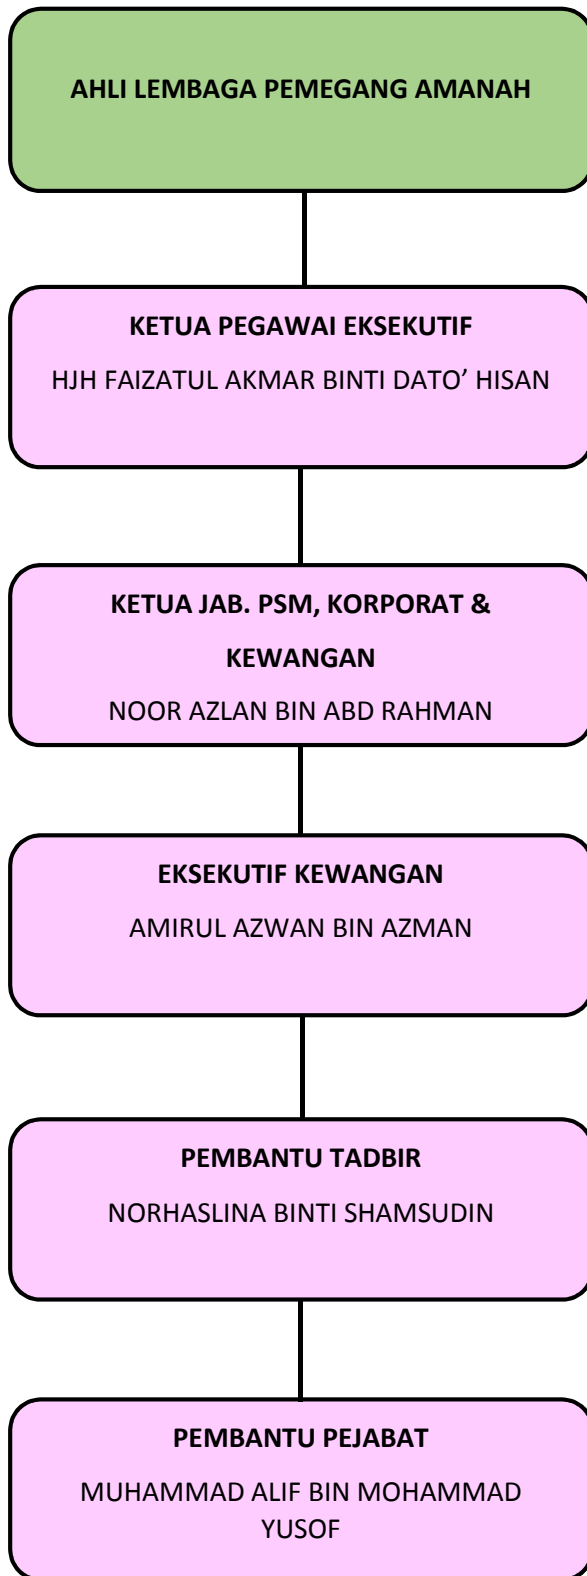 AHLI LEMBAGA PEMEGANG AMANAH
KETUA PEGAWAI EKSEKUTIF
HJH FAIZATUL AKMAR BINTI DATO’ HISAN
KETUA JAB. PSM, KORPORAT &
KEWANGAN
NOOR AZLAN BIN ABD RAHMAN
EKSEKUTIF KEWANGAN
AMIRUL AZWAN BIN AZMAN
PEMBANTU TADBIR
NORHASLINA BINTI SHAMSUDIN
PEMBANTU PEJABAT
MUHAMMAD ALIF BIN MOHAMMAD
YUSOF